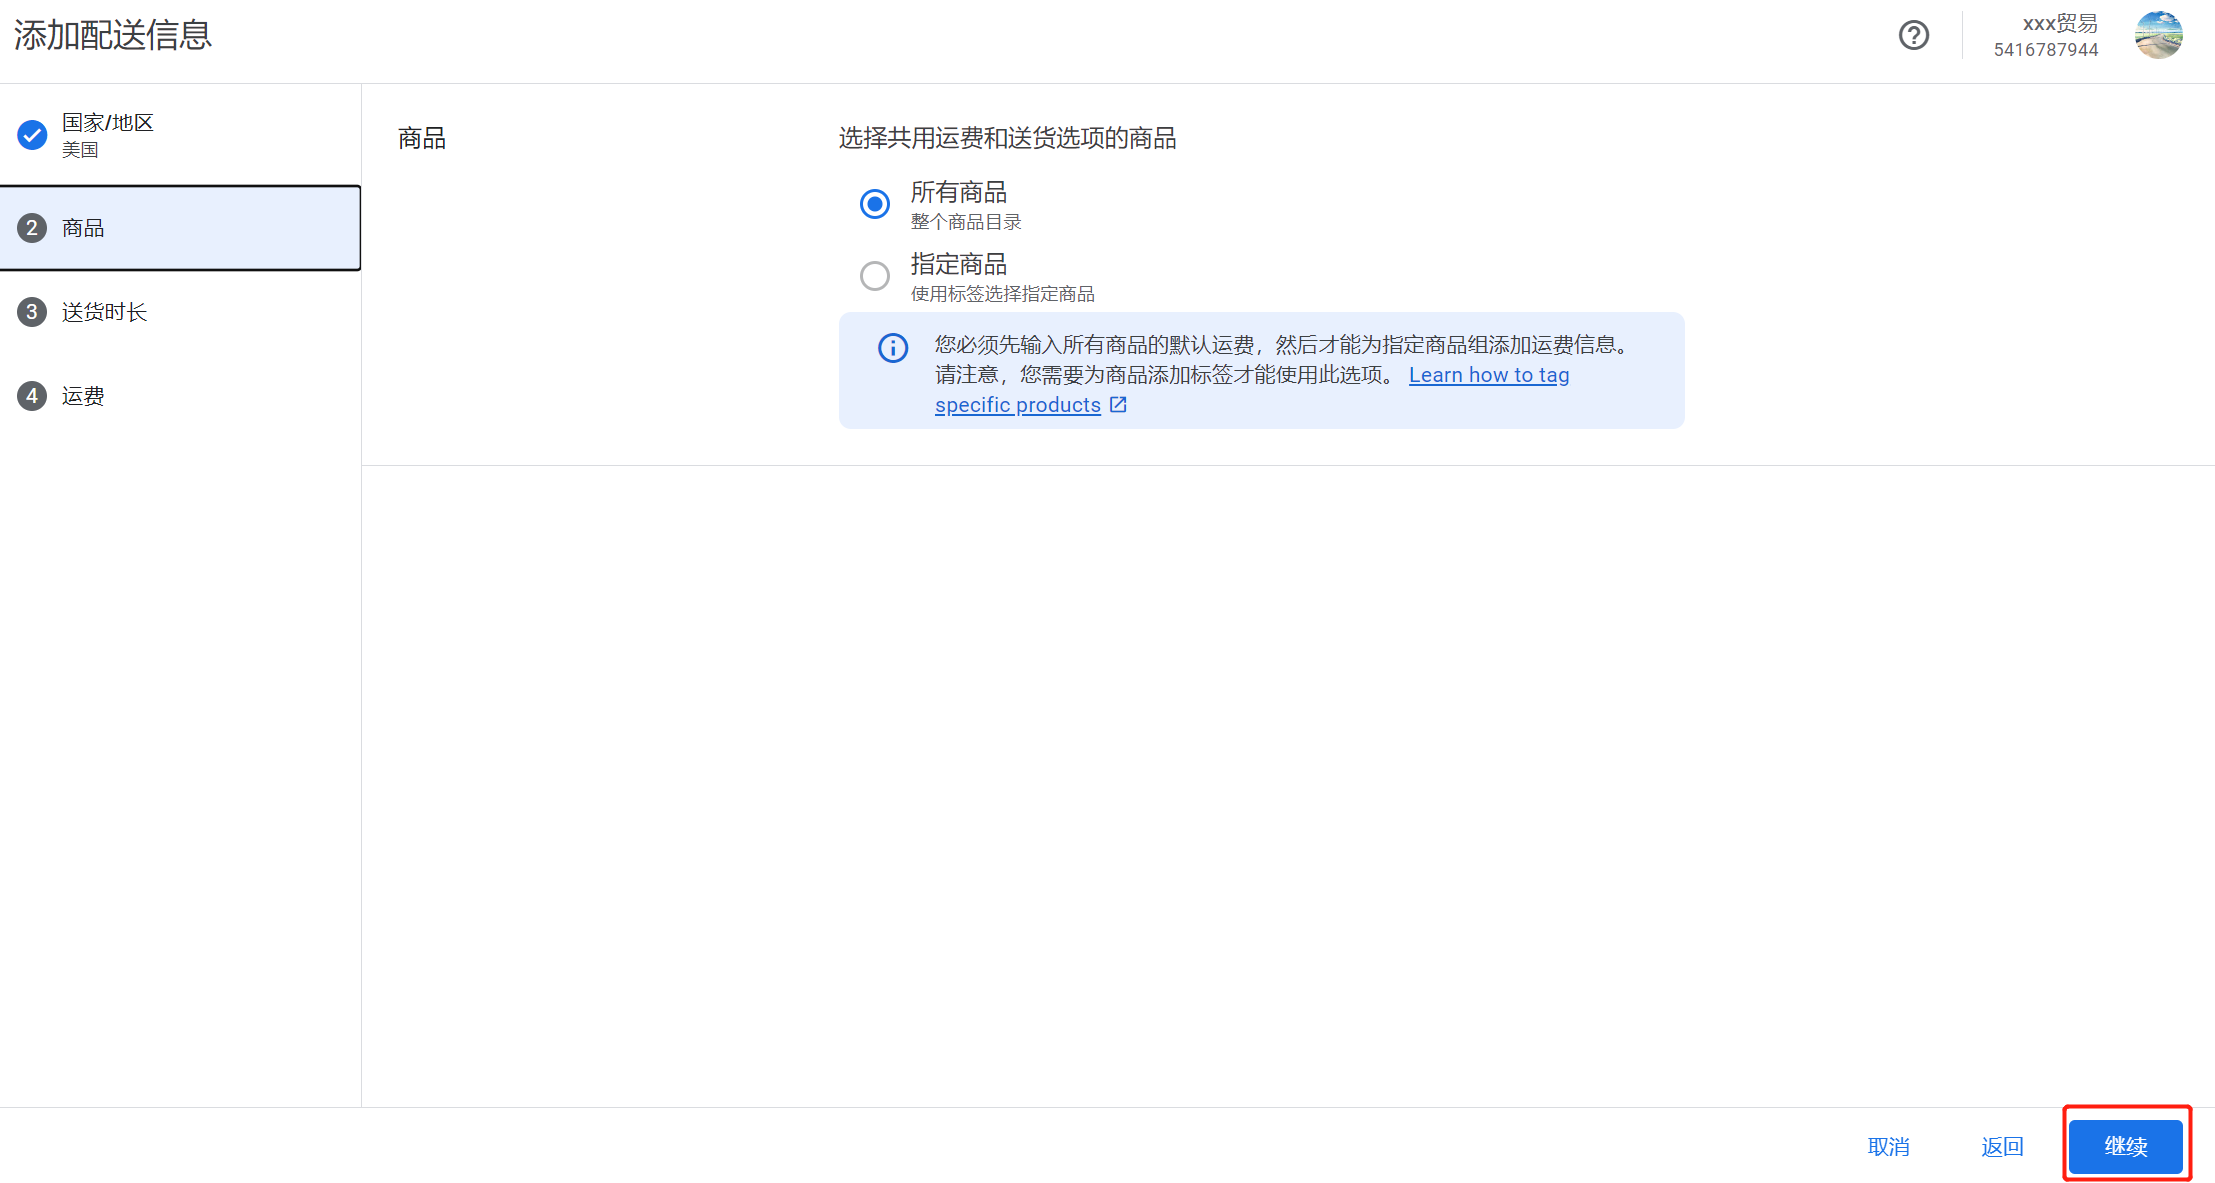 添加配送信息
xxx贸易
5416787944
国家/地区
美国
2 商品
3 送货时长
4 运费
商品
选择共用运费和送货选项的商品
所有商品
整个商品目录
指定商品
使用标签选择指定商品
您必须先输入所有商品的默认运费，然后才能为指定商品组添加运费信息。
请注意，您需要为商品添加标签才能使用此选项。 Learn how to tag
specific products
取消
返回
继续